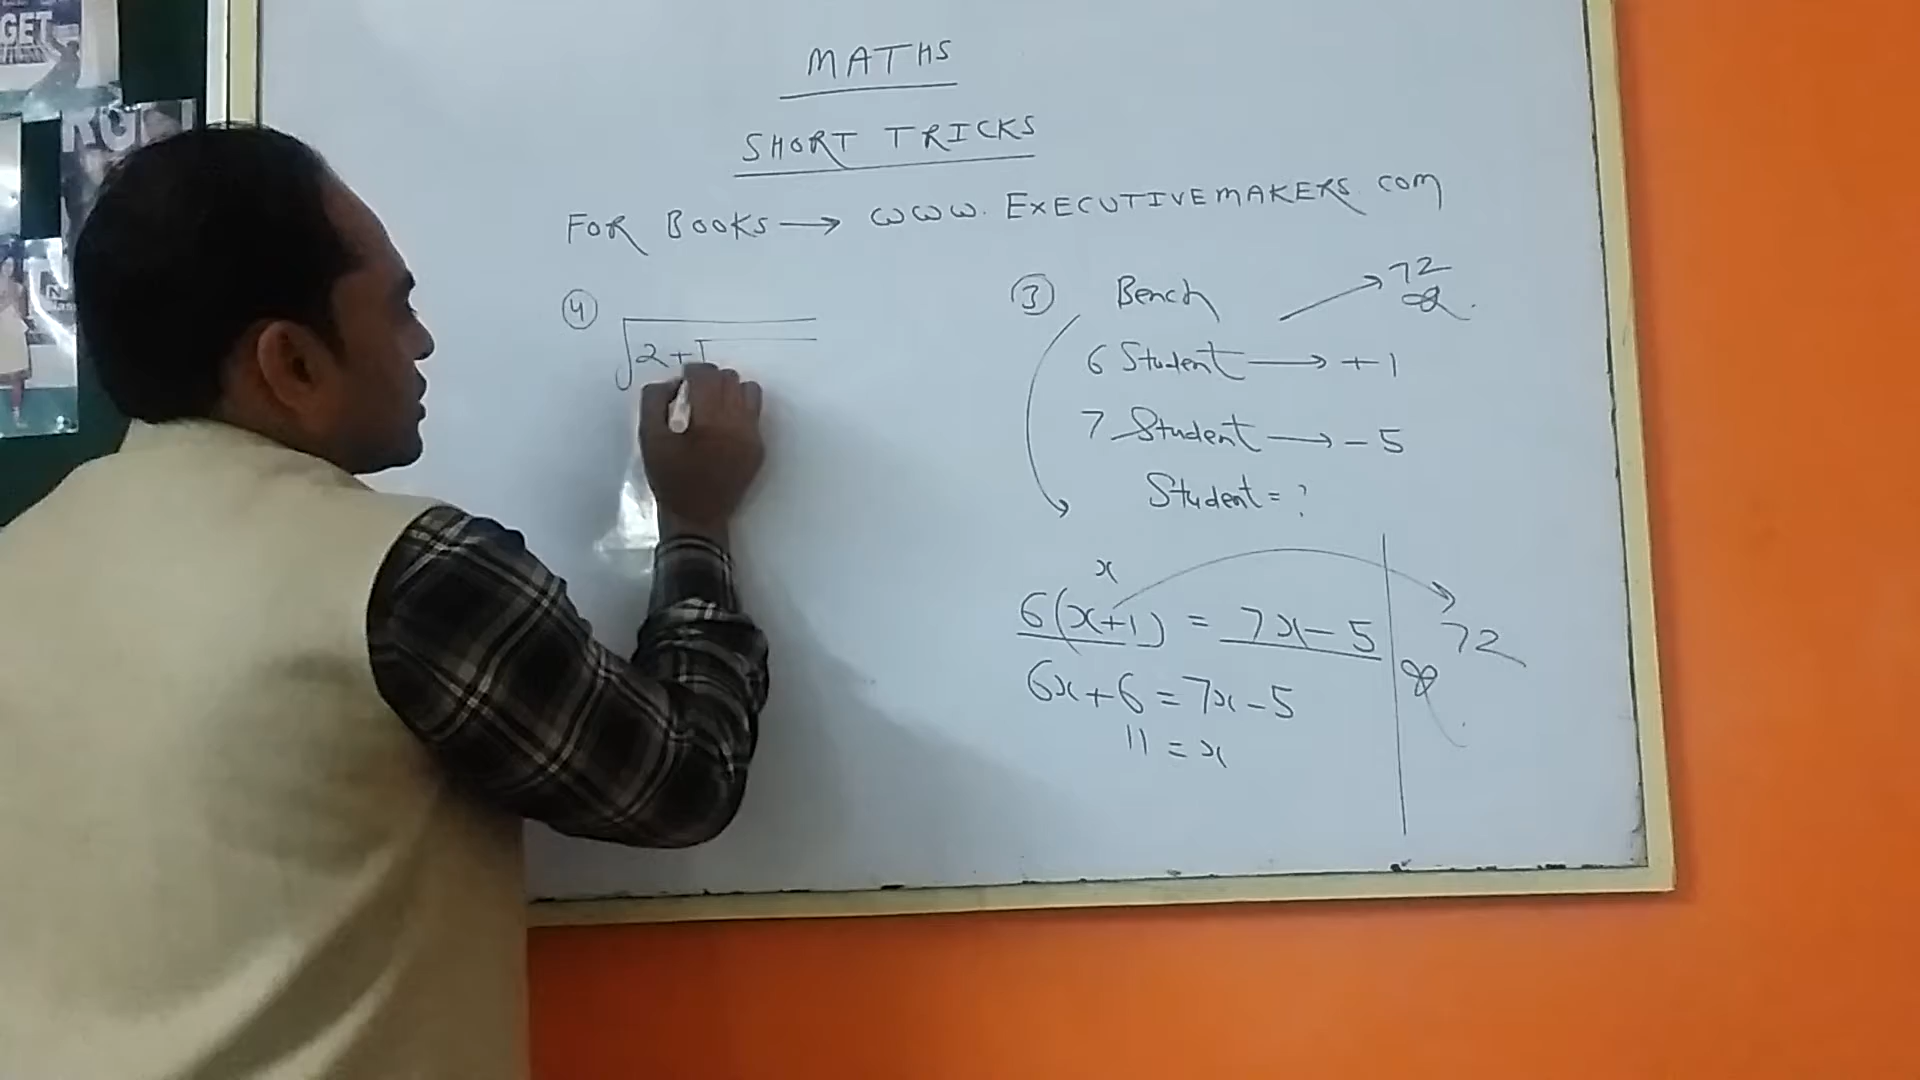 MATHS
SHORT TRICKS
FOR BOOKS → www.EXECUTIVEMAKERS.com
④
√2+√
③ Bench → 72
6 Student → +1
7 Student → -5
Student = ?
x
6(x+1) = 7x-5
72
6x+6=7x-5
11=x
GET